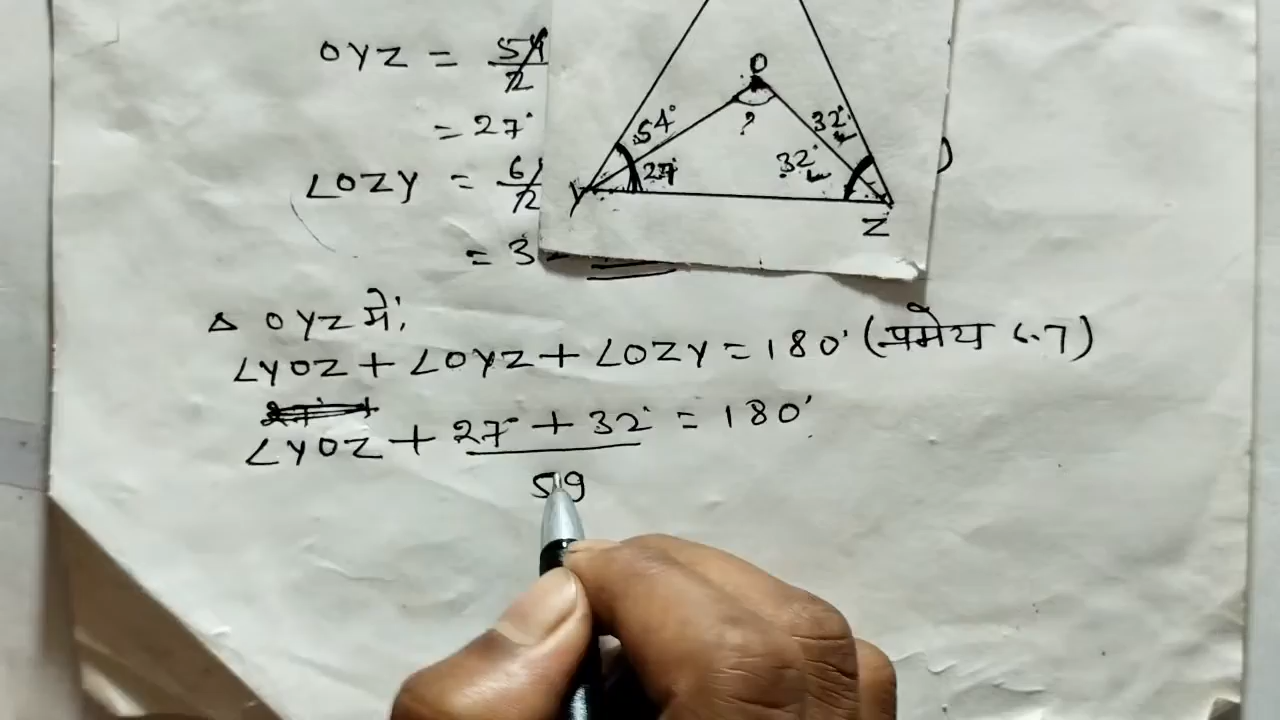 OYZ = 54/2
= 27°
∠OZY = 6
/2
= 3
O
54°
?
32°
27°
32°
Y
Z
△ OYZ में;
∠YOZ + ∠OYZ + ∠OZY = 180° (प्रमेय 6.7)
∠YOZ + 27° + 32° = 180°
59